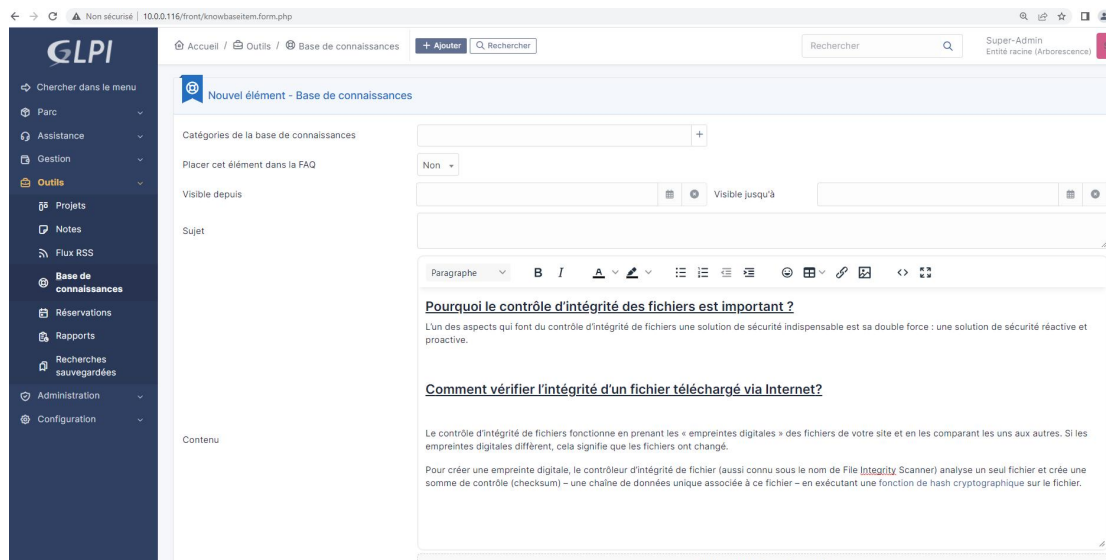 Non sécurisé | 10.0.0.116/front/knowbaseitem.form.php
GLPI
Accueil / Outils / Base de connaissances + Ajouter Rechercher Rechercher Super-Admin
Entité racine (Arborescence)
Chercher dans le menu
Parc
Assistance
Gestion
Outils
Projets
Notes
Flux RSS
Base de
connaissances
Réservations
Rapports
Recherches
sauvegardées
Administration
Configuration
Nouvel élément - Base de connaissances
Catégories de la base de connaissances
Placer cet élément dans la FAQ Non
Visible depuis Visible jusqu'à
Sujet
Contenu
Paragraphe B I A
Pourquoi le contrôle d'intégrité des fichiers est important ?
L'un des aspects qui font du contrôle d'intégrité de fichiers une solution de sécurité indispensable est sa double force : une solution de sécurité réactive et
proactive.
Comment vérifier l'intégrité d'un fichier téléchargé via Internet?
Le contrôle d'intégrité de fichiers fonctionne en prenant les « empreintes digitales » des fichiers de votre site et en les comparant les uns aux autres. Si les
empreintes digitales diffèrent, cela signifie que les fichiers ont changé.
Pour créer une empreinte digitale, le contrôleur d'intégrité de fichier (aussi connu sous le nom de File Integrity Scanner) analyse un seul fichier et crée une
somme de contrôle (checksum) – une chaîne de données unique associée à ce fichier – en exécutant une fonction de hash cryptographique sur le fichier.